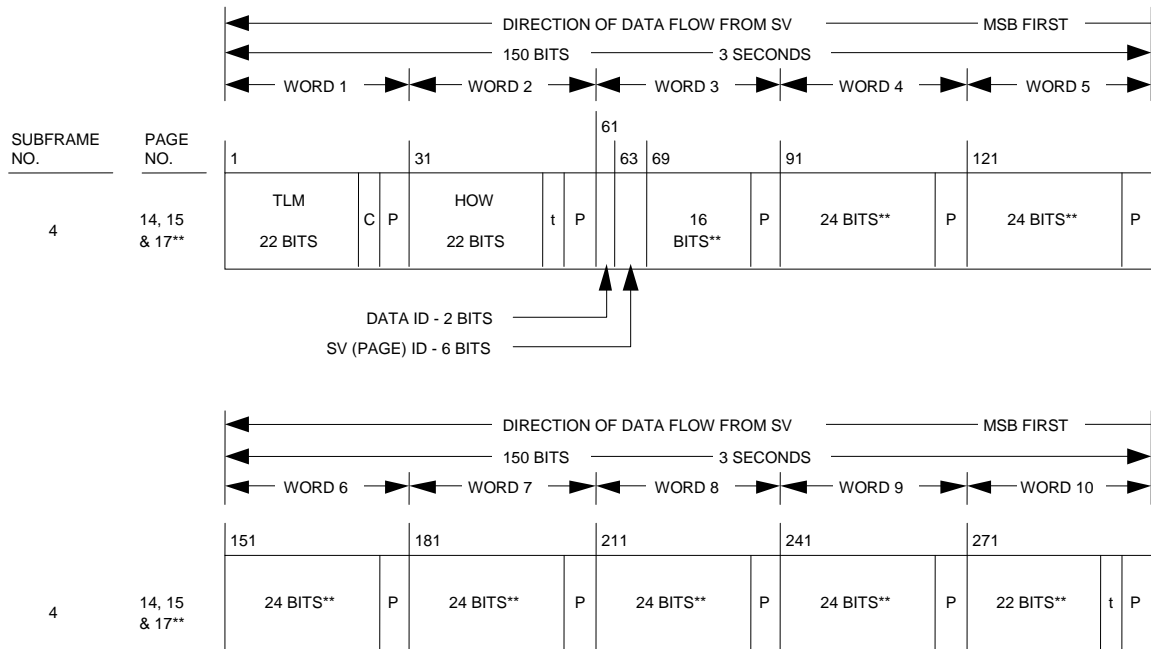 DIRECTION OF DATA FLOW FROM SV MSB FIRST
150 BITS 3 SECONDS
WORD 1 WORD 2 WORD 3 WORD 4 WORD 5
SUBFRAME NO.
PAGE NO.
1 31 61 63 69 91 121
4
14, 15 & 17**
TLM
22 BITS
C
P
HOW
22 BITS
t
P
16
BITS**
P
24 BITS**
P
24 BITS**
P
DATA ID - 2 BITS
SV (PAGE) ID - 6 BITS
DIRECTION OF DATA FLOW FROM SV MSB FIRST
150 BITS 3 SECONDS
WORD 6 WORD 7 WORD 8 WORD 9 WORD 10
151 181 211 241 271
4
14, 15
& 17**
24 BITS** P 24 BITS** P 24 BITS** P 24 BITS** P 22 BITS** t P